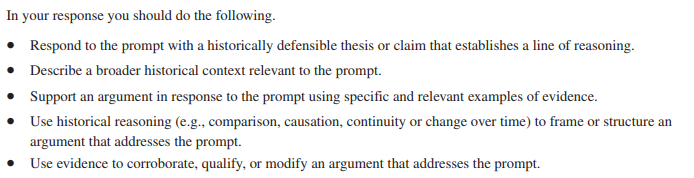 In your response you should do the following.
• Respond to the prompt with a historically defensible thesis or claim that establishes a line of reasoning.
• Describe a broader historical context relevant to the prompt.
• Support an argument in response to the prompt using specific and relevant examples of evidence.
• Use historical reasoning (e.g., comparison, causation, continuity or change over time) to frame or structure an
argument that addresses the prompt.
• Use evidence to corroborate, qualify, or modify an argument that addresses the prompt.